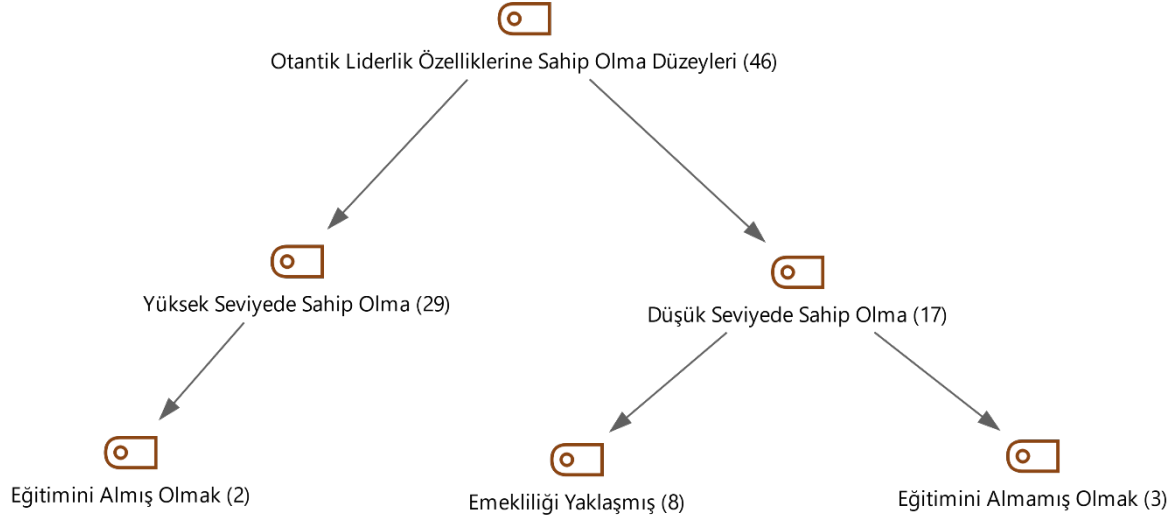 Otantik Liderlik Özelliklerine Sahip Olma Düzeyleri (46)
Yüksek Seviyede Sahip Olma (29)
Düşük Seviyede Sahip Olma (17)
Eğitimini Almış Olmak (2)
Emekliliği Yaklaşmış (8)
Eğitimini Almamış Olmak (3)